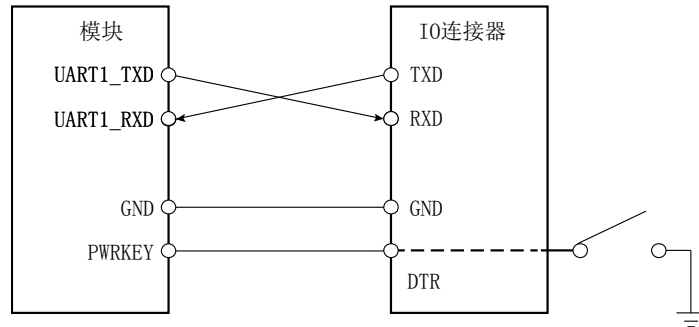 模块
UART1_TXD
UART1_RXD
GND
PWRKEY
IO连接器
TXD
RXD
GND
DTR